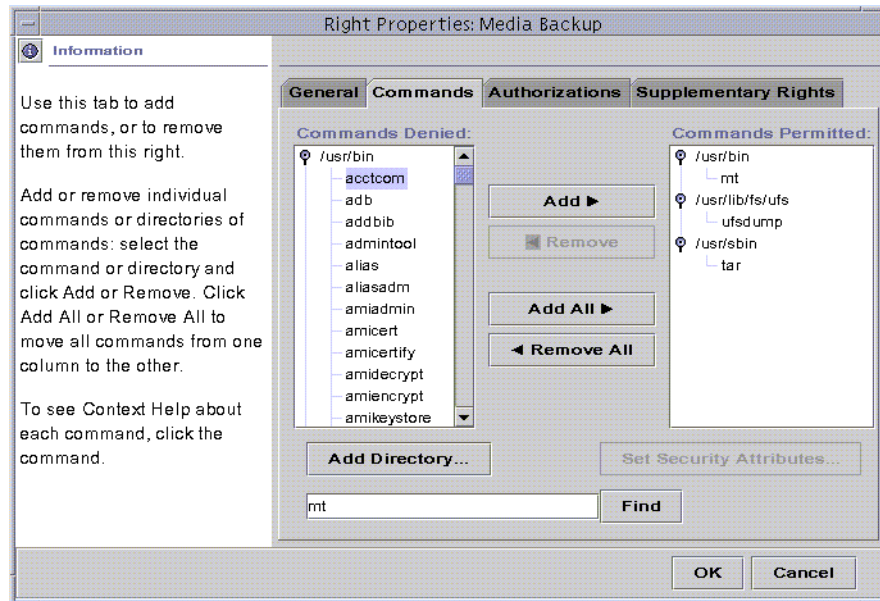 Right Properties: Media Backup
Information
Use this tab to add
commands, or to remove
them from this right.
Add or remove individual
commands or directories of
commands: select the
command or directory and
click Add or Remove. Click
Add All or Remove All to
move all commands from one
column to the other.
To see Context Help about
each command, click the
command.
General Commands Authorizations Supplementary Rights
Commands Denied:
/usr/bin
acctcom
adb
addbib
admintool
alias
aliasadm
amiadmin
amicert
amicertify
amidecrypt
amiencrypt
amikeystore
Add
Remove
Add All
Remove All
Commands Permitted:
/usr/bin
mt
/usr/lib/fs/ufs
ufsdump
/usr/sbin
tar
Add Directory...
Set Security Attributes...
mt
Find
OK
Cancel